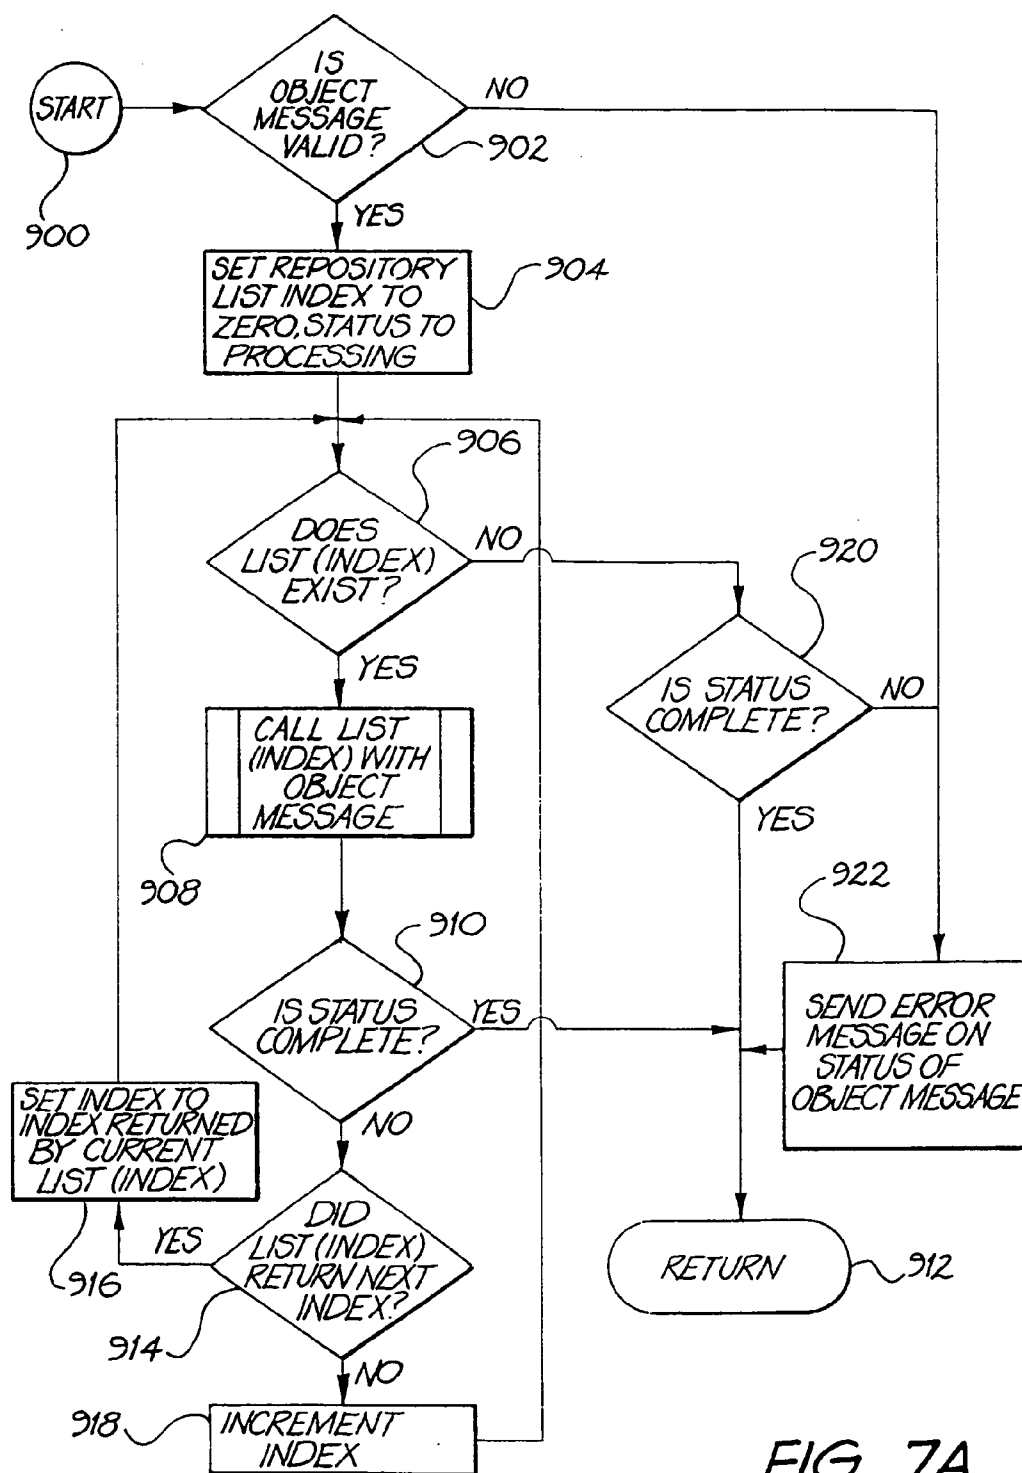 START
900
IS
OBJECT
MESSAGE
VALID?
902
NO
YES
SET REPOSITORY
LIST INDEX TO
ZERO, STATUS TO
PROCESSING
904
906
DOES
LIST (INDEX)
EXIST?
NO
YES
920
IS STATUS
COMPLETE?
NO
YES
CALL LIST
(INDEX) WITH
OBJECT
MESSAGE
908
910
IS STATUS
COMPLETE?
YES
NO
922
SEND ERROR
MESSAGE ON
STATUS OF
OBJECT MESSAGE
SET INDEX TO
INDEX RETURNED
BY CURRENT
LIST (INDEX)
916
YES
DID
LIST (INDEX)
RETURN NEXT
INDEX?
914
NO
RETURN
912
918
INCREMENT
INDEX
FIG. 7A